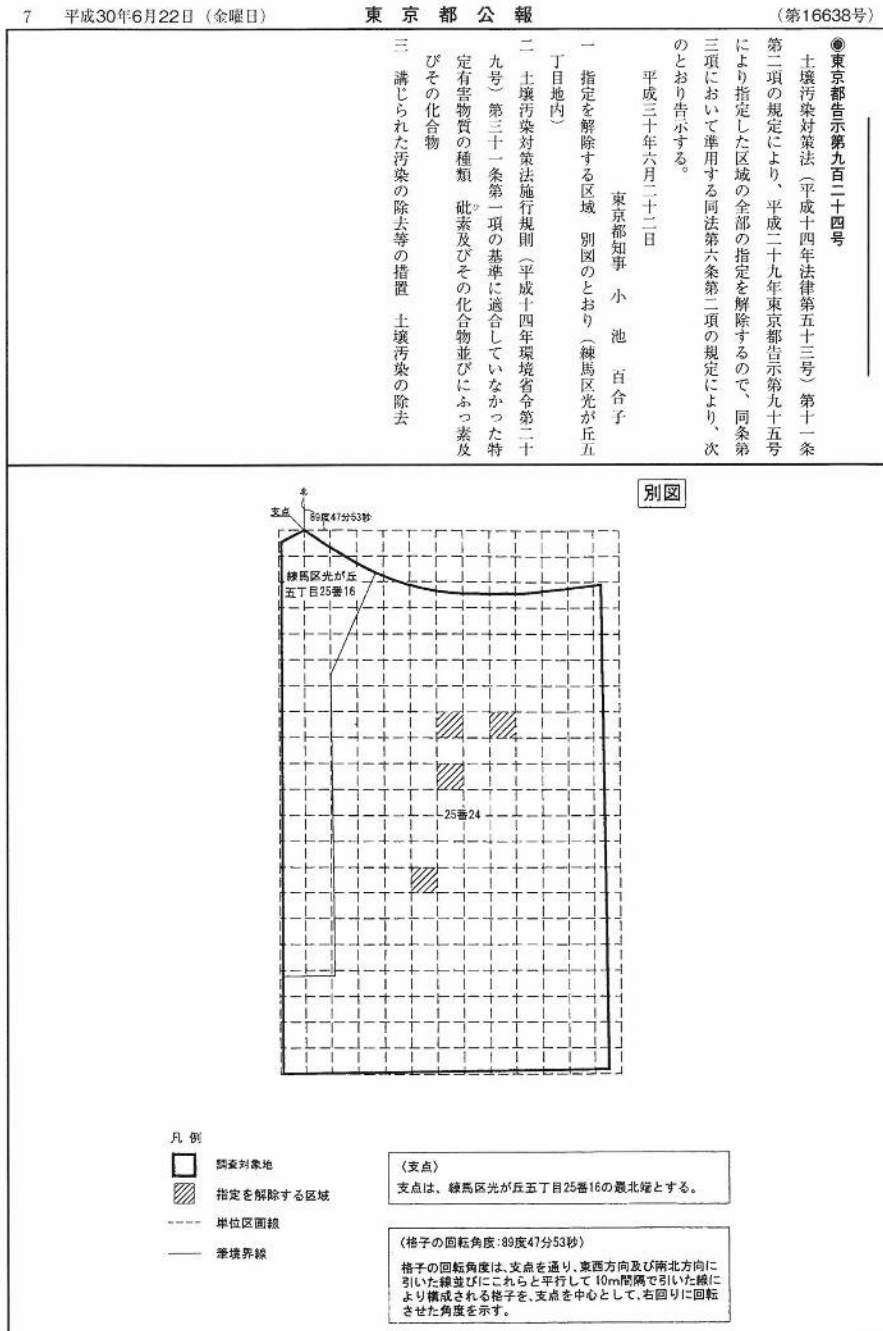 7 平成30年6月22日（金曜日） 東京都公報 （第16638号）
◉東京都告示第九百二十四号
土壌汚染対策法（平成十四年法律第五十三号）第十一条
第二項の規定により、平成二十九年東京都告示第九十五号
により指定した区域の全部の指定を解除するので、同条第
三項において準用する同法第六条第二項の規定により、次
のとおり告示する。
平成三十年六月二十二日
東京都知事 小池 百合子
一 指定を解除する区域 別図のとおり（練馬区光が丘五
丁目地内）
二 土壌汚染対策法施行規則（平成十四年環境省令第二十
九号）第三十一条第一項の基準に適合していなかった特
定有害物質の種類 砒素及びその化合物並びにふっ素及
ひ
びその化合物
三 講じられた汚染の除去等の措置 土壌汚染の除去
別図
北
支点
89度47分53秒
練馬区光が丘
五丁目25番16
25番24
凡例
調査対象地
指定を解除する区域
単位区画線
筆境界線
〈支点〉
支点は、練馬区光が丘五丁目25番16の最北端とする。
〈格子の回転角度:89度47分53秒〉
格子の回転角度は、支点を通り、東西方向及び南北方向に
引いた線並びにこれらと平行して10m間隔で引いた線に
より構成される格子を、支点を中心として、右回りに回転
させた角度を示す。